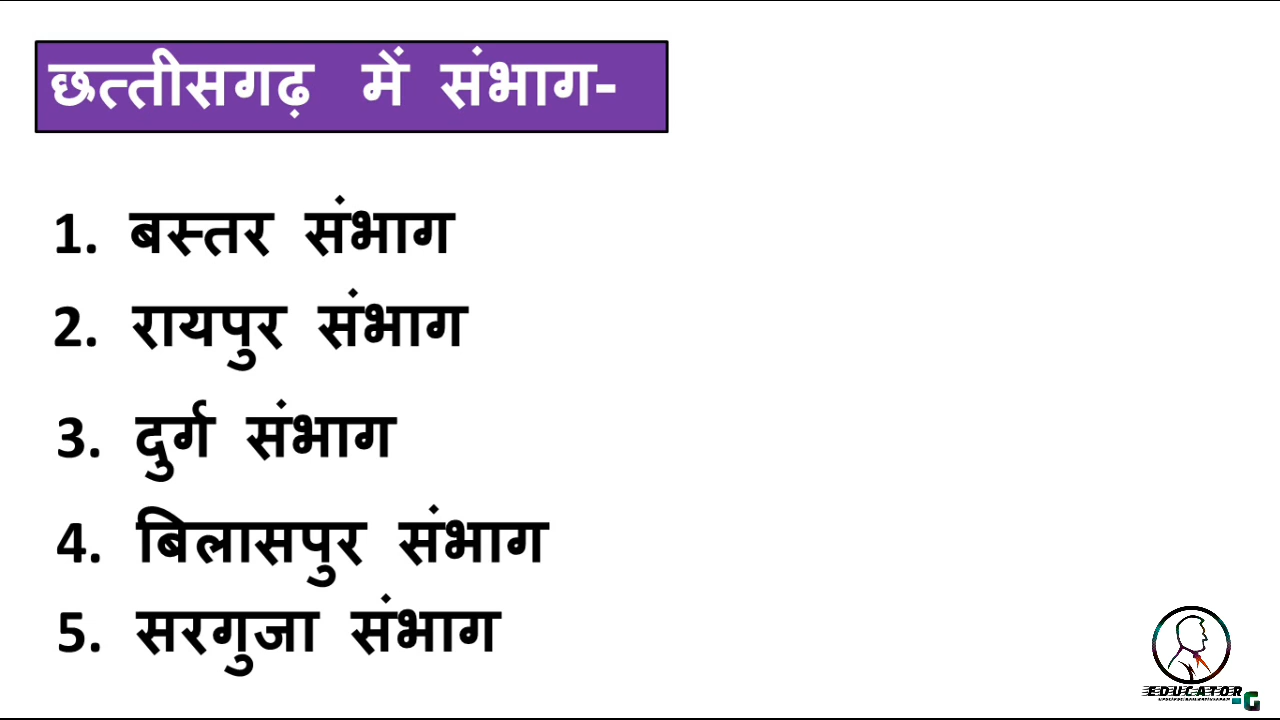 छत्तीसगढ़ में संभाग-
1. बस्तर संभाग
2. रायपुर संभाग
3. दुर्ग संभाग
4. बिलासपुर संभाग
5. सरगुजा संभाग
EDUCATOR
-G